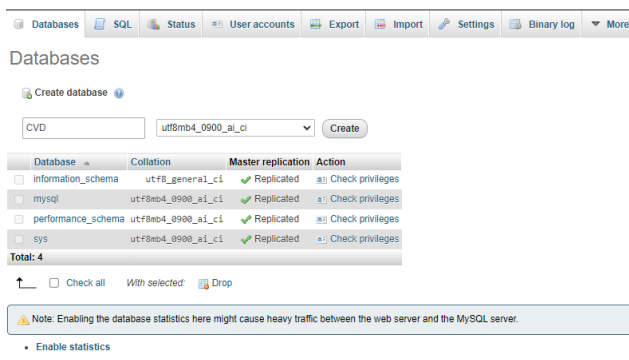 Databases SQL Status User accounts Export Import Settings Binary log More
Databases
Create database
CVD utf8mb4_0900_ai_ci Create
Database Collation Master replication Action
information_schema utf8_general_ci Replicated Check privileges
mysql utf8mb4_0900_ai_ci Replicated Check privileges
performance_schema utf8mb4_0900_ai_ci Replicated Check privileges
sys utf8mb4_0900_ai_ci Replicated Check privileges
Total: 4
Check all With selected: Drop
Note: Enabling the database statistics here might cause heavy traffic between the web server and the MySQL server.
Enable statistics